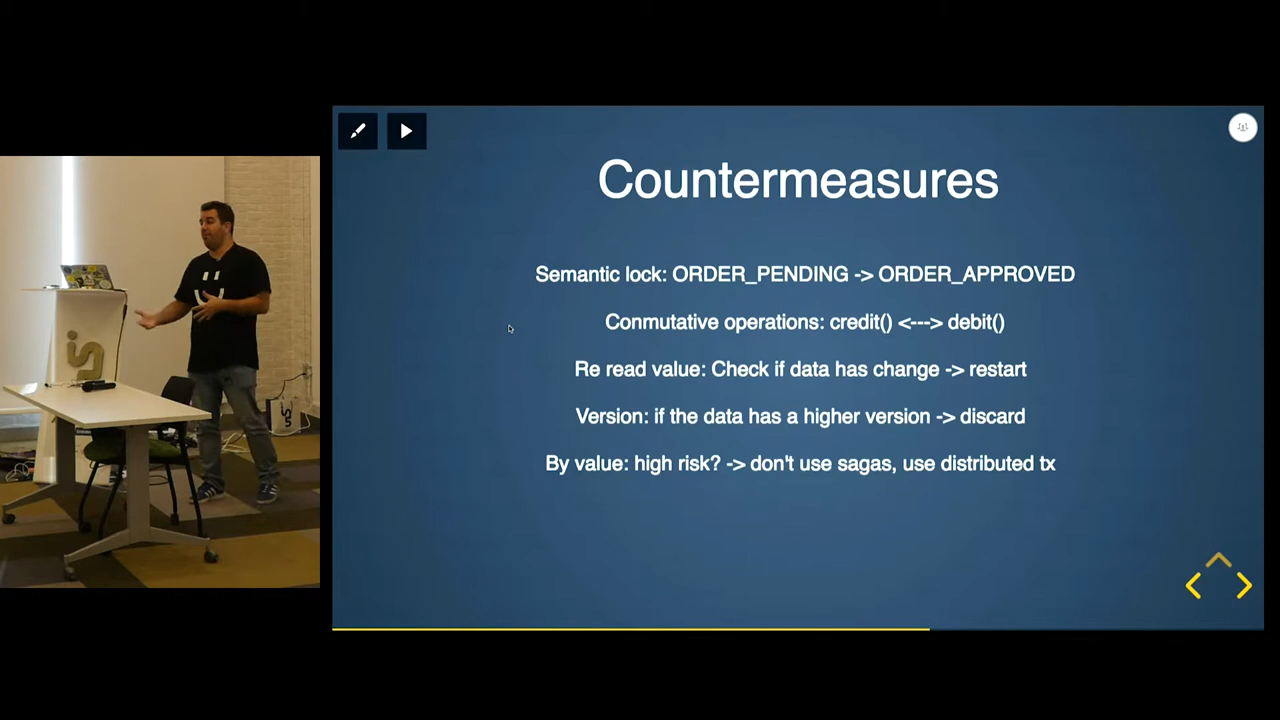 Countermeasures
Semantic lock: ORDER_PENDING -> ORDER_APPROVED
Conmutative operations: credit() <---> debit()
Re read value: Check if data has change -> restart
Version: if the data has a higher version -> discard
By value: high risk? -> don't use sagas, use distributed tx